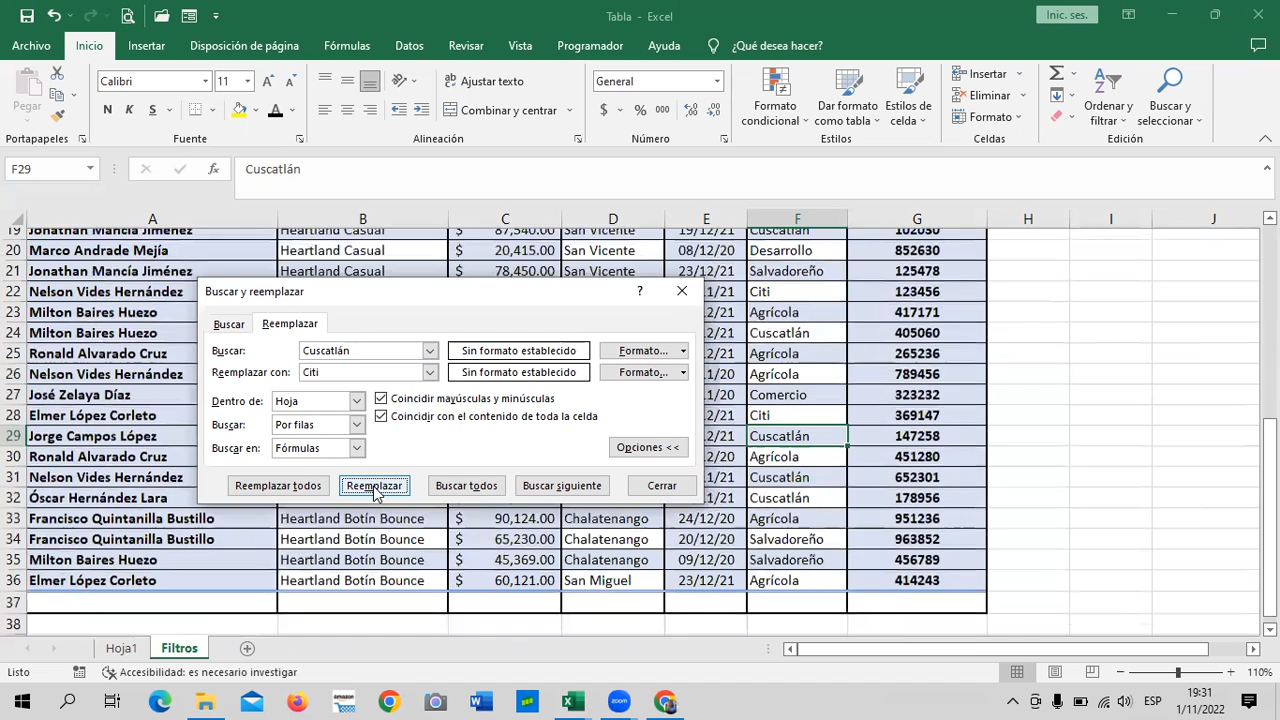 Tabla - Excel
Inic. ses.
Archivo Inicio Insertar Disposición de página Fórmulas Datos Revisar Vista Programador Ayuda ¿Qué desea hacer?
Pegar
Calibri 11
N K S
Ajustar texto
Combinar y centrar
General
$ % 000
Formato condicional
Dar formato como tabla
Estilos de celda
Insertar
Eliminar
Formato
Ordenar y filtrar
Buscar y seleccionar
Portapapeles Fuente Alineación Número Estilos Celdas Edición
F29 fx Cuscatlán
A B C D E F G H I J
19 Jonathan Mancía Jiménez Heartland Casual $ 87,540.00 San Vicente 19/12/21 Cuscatlán 102030
20 Marco Andrade Mejía Heartland Casual $ 20,415.00 San Vicente 08/12/20 Desarrollo 852630
21 Jonathan Mancía Jiménez Heartland Casual $ 78,450.00 San Vicente 23/12/21 Salvadoreño 125478
22 Nelson Vides Hernández 11/21 Citi 123456
23 Milton Baires Huezo 2/21 Agrícola 417171
24 Milton Baires Huezo 2/21 Cuscatlán 405060
25 Ronald Alvarado Cruz 2/21 Agrícola 265236
26 Nelson Vides Hernández 2/21 Agrícola 789456
27 José Zelaya Díaz 2/21 Comercio 323232
28 Elmer López Corleto 2/21 Citi 369147
29 Jorge Campos López 2/21 Cuscatlán 147258
30 Ronald Alvarado Cruz 2/21 Agrícola 451280
31 Nelson Vides Hernández 2/21 Cuscatlán 652301
32 Óscar Hernández Lara 2/21 Cuscatlán 178956
33 Francisco Quintanilla Bustillo Heartland Botín Bounce $ 90,124.00 Chalatenango 24/12/21 Agrícola 951236
34 Francisco Quintanilla Bustillo Heartland Botín Bounce $ 65,230.00 Chalatenango 20/12/21 Salvadoreño 963852
35 Milton Baires Huezo Heartland Botín Bounce $ 45,369.00 Chalatenango 09/12/20 Salvadoreño 456789
36 Elmer López Corleto Heartland Botín Bounce $ 60,121.00 San Miguel 23/12/21 Agrícola 414243
37
38
Buscar y reemplazar ?
Buscar Reemplazar
Buscar: Cuscatlán Sin formato establecido Formato...
Reemplazar con: Citi Sin formato establecido Formato...
Dentro de: Hoja Coincidir mayúsculas y minúsculas
Coincidir con el contenido de toda la celda
Buscar: Por filas
Buscar en: Fórmulas Opciones <<
Reemplazar todos Reemplazar Buscar todos Buscar siguiente Cerrar
Hoja1 Filtros
Listo Accesibilidad: es necesario investigar 110%
ESP 19:31
1/11/2022